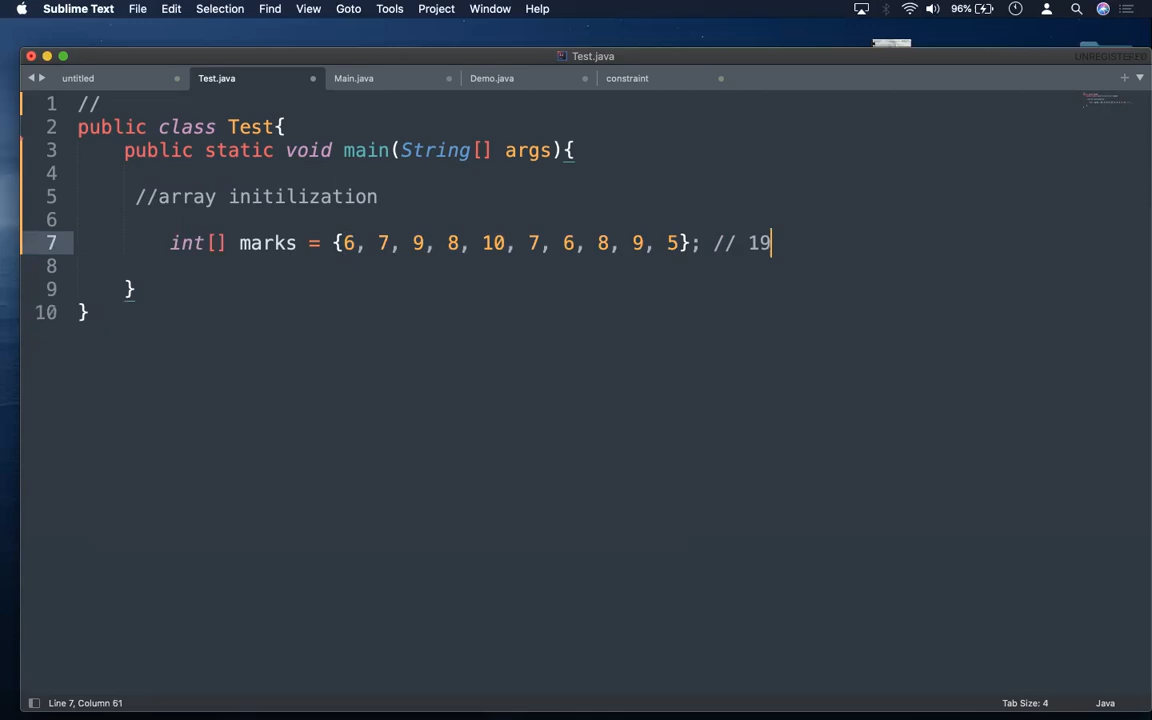 Sublime Text File Edit Selection Find View Goto Tools Project Window Help 96%
Test.java UNREGISTERED
untitled Test.java Main.java Demo.java constraint
1 //
2 public class Test{
3 public static void main(String[] args){
4
5 //array initilization
6
7 int[] marks = {6, 7, 9, 8, 10, 7, 6, 8, 9, 5}; // 19
8
9 }
10 }
Line 7, Column 61 Tab Size: 4 Java